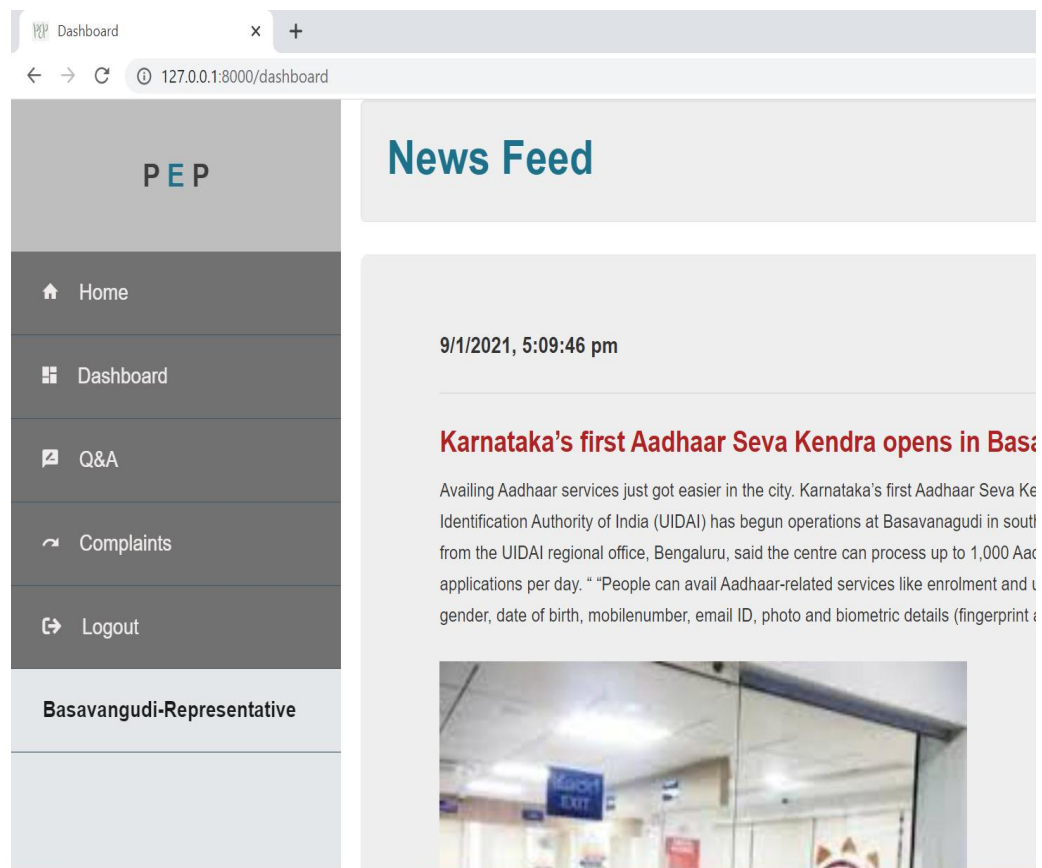 PEP Dashboard
127.0.0.1:8000/dashboard
P E P
Home
Dashboard
Q&A
Complaints
Logout
Basavangudi-Representative
News Feed
9/1/2021, 5:09:46 pm
Karnataka’s first Aadhaar Seva Kendra opens in Basa
Availing Aadhaar services just got easier in the city. Karnataka’s first Aadhaar Seva Ke
Identification Authority of India (UIDAI) has begun operations at Basavanagudi in sout
from the UIDAI regional office, Bengaluru, said the centre can process up to 1,000 Aad
applications per day. “ “People can avail Aadhaar-related services like enrolment and u
gender, date of birth, mobilenumber, email ID, photo and biometric details (fingerprint a
EXIT